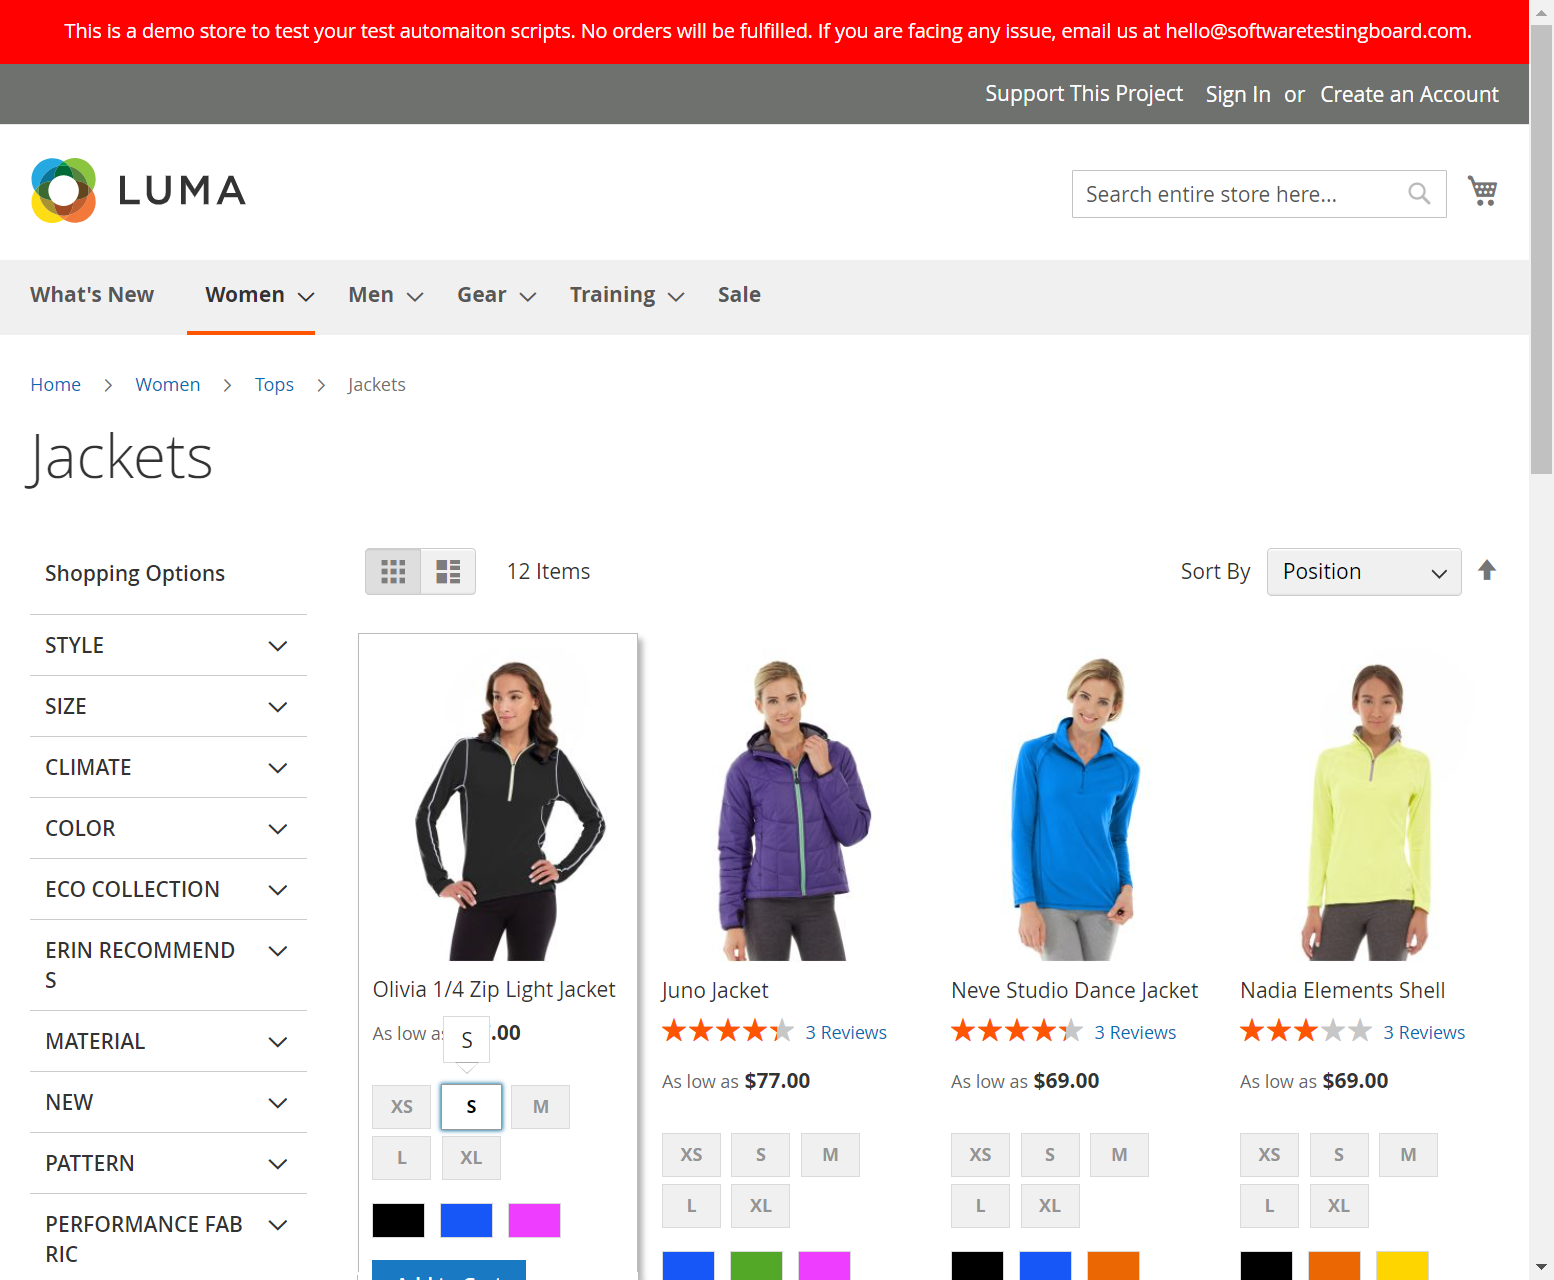 This is a demo store to test your test automaiton scripts. No orders will be fulfilled. If you are facing any issue, email us at hello@softwaretestingboard.com.
Support This Project Sign In or Create an Account
LUMA
Search entire store here...
What's New Women Men Gear Training Sale
Home Women Tops Jackets
Jackets
Shopping Options
12 Items
Sort By Position
STYLE
SIZE
CLIMATE
COLOR
ECO COLLECTION
ERIN RECOMMEND
S
MATERIAL
NEW
PATTERN
PERFORMANCE FAB
RIC
Olivia 1/4 Zip Light Jacket
As low as .00
S
XS S M
L XL
Add to Cart
Juno Jacket
3 Reviews
As low as $77.00
XS S M
L XL
Neve Studio Dance Jacket
3 Reviews
As low as $69.00
XS S M
L XL
Nadia Elements Shell
3 Reviews
As low as $69.00
XS S M
L XL